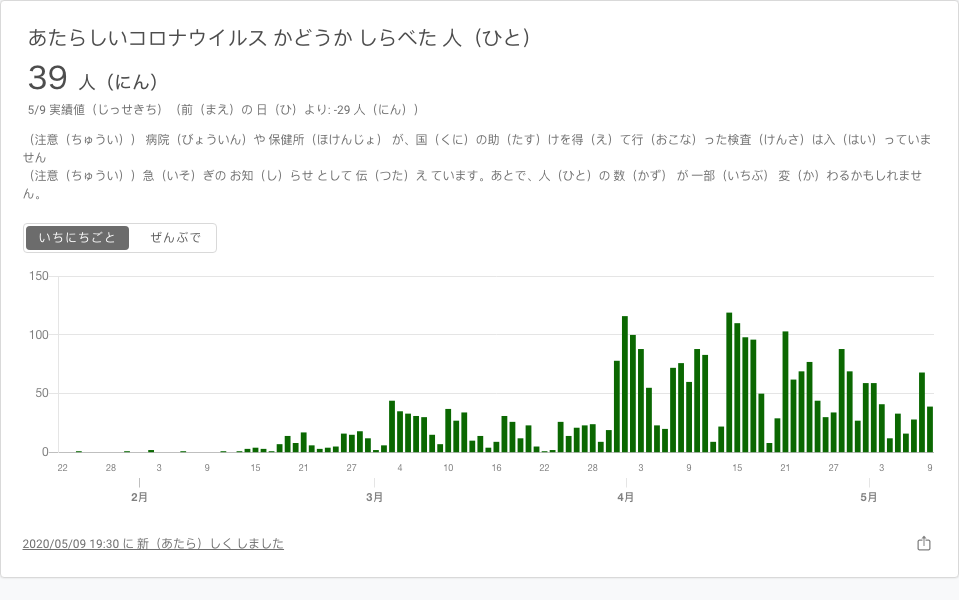 あたらしいコロナウイルス かどうか しらべた 人（ひと）
39 人（にん）
5/9 実績値（じっせきち）（前（まえ）の 日（ひ）より: -29 人（にん））
（注意（ちゅうい）） 病院（びょういん）や 保健所（ほけんじょ） が、国（くに）の助（たす）けを得（え）て行（おこな）った検査（けんさ）は入（はい）っていま
せん
（注意（ちゅうい））急（いそ）ぎの お知（し）らせ として 伝（つた）え ています。あとで、人（ひと）の 数（かず） が 一部（いちぶ） 変（か）わるかもしれませ
ん。
いちにちごと ぜんぶで
150
100
50
0
22 28 3 9 15 21 27 4 10 16 22 28 3 9 15 21 27 3 9
2月 3月 4月 5月
2020/05/09 19:30 に 新（あたら）しく しました